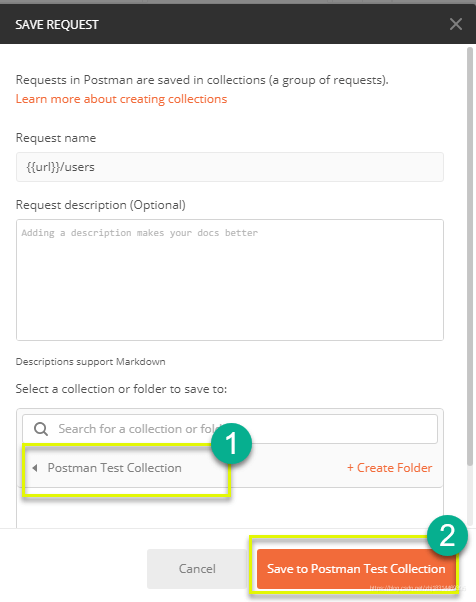 SAVE REQUEST
Requests in Postman are saved in collections (a group of requests).
Learn more about creating collections
Request name
{{url}}/users
Request description (Optional)
Adding a description makes your docs better
Descriptions support Markdown
Select a collection or folder to save to:
Search for a collection or fol
1
Postman Test Collection
+ Create Folder
2
Cancel
Save to Postman Test Collection